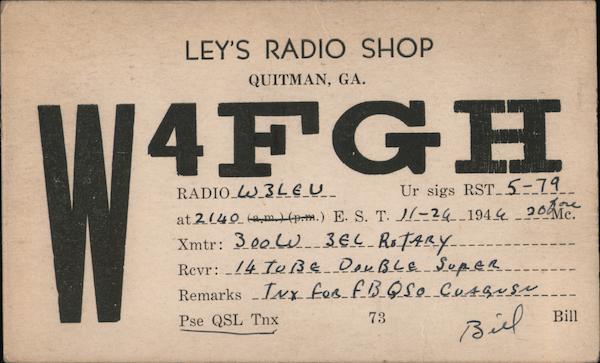 LEY'S RADIO SHOP
QUITMAN, GA.
W4FGH
RADIO W3LEU Ur sigs RST 5-79
at 2140 (a.m.) (p.m.) E. S. T. 11-24 1946 Mc.
Xmtr: 300W 3EL Rotary
Rcvr: 14 TUBE DOUBLE SUPER
Remarks Tnx FOR FB QSO
Pse QSL Tnx 73 Bill Bill